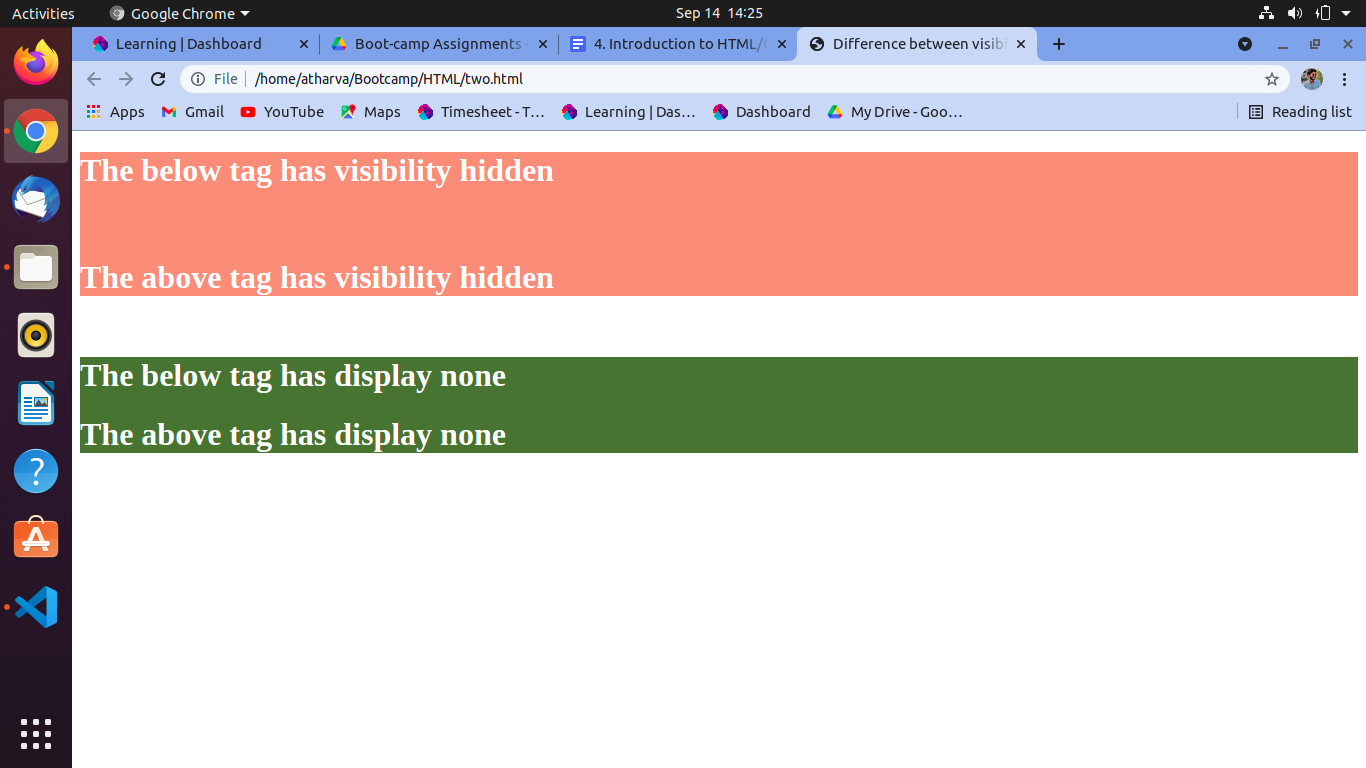 Activities Google Chrome Sep 14 14:25
Learning | Dashboard Boot-camp Assignments - 4. Introduction to HTML/ Difference between visib
File /home/atharva/Bootcamp/HTML/two.html
Apps Gmail YouTube Maps Timesheet - T... Learning | Das... Dashboard My Drive - Goo... Reading list
The below tag has visibility hidden
The above tag has visibility hidden
The below tag has display none
The above tag has display none